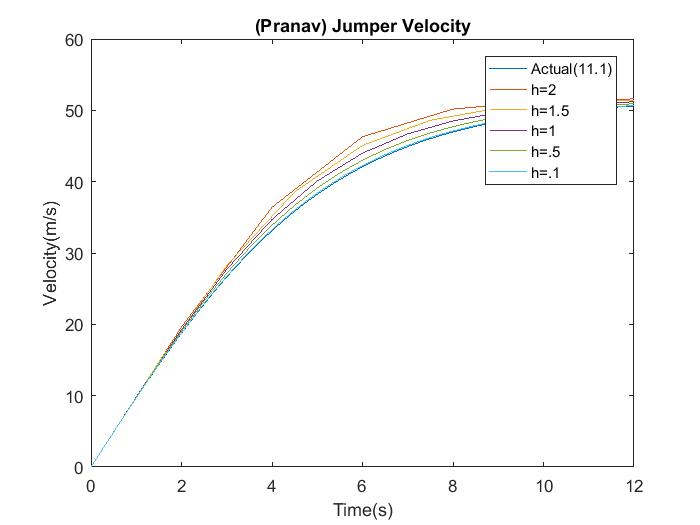 (Pranav) Jumper Velocity
60
50
40
30
20
10
0
Velocity(m/s)
Actual(11.1)
h=2
h=1.5
h=1
h=.5
h=.1
0 2 4 6 8 10 12
Time(s)